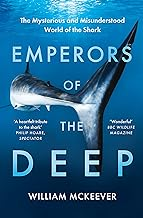 The Mysterious and Misunderstood
World of the Shark
EMPERORS
OF
THE
DEEP
'A heartfelt tribute
to the shark'
PHILIP HOARE,
SPECTATOR
'Wonderful'
BBC WILDLIFE
MAGAZINE
WILLIAM MCKEEVER